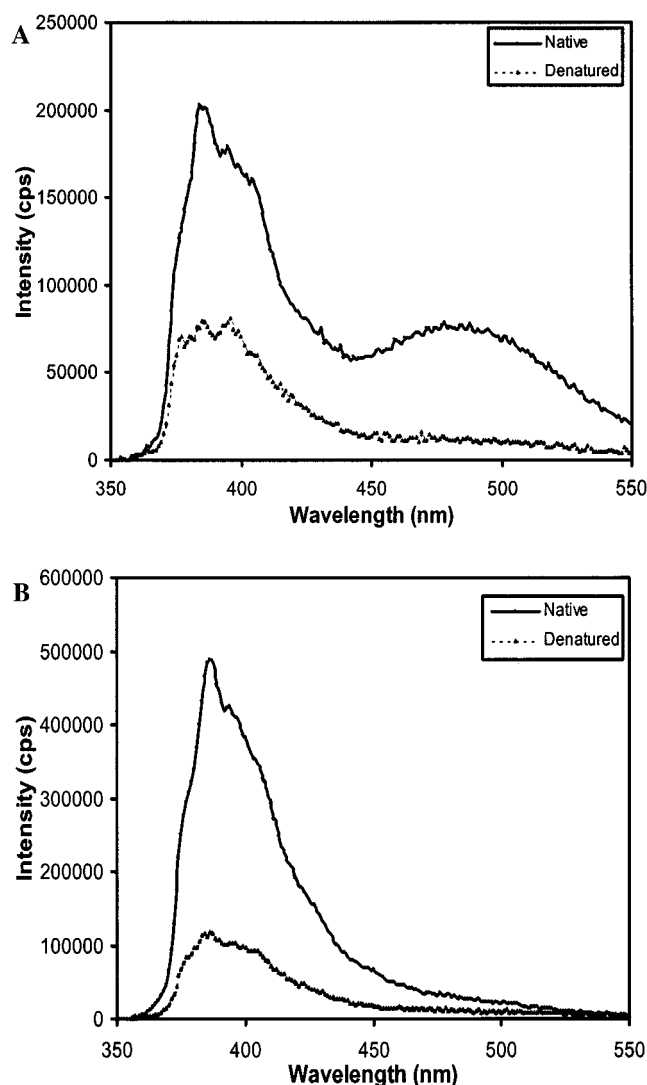 A
250000
200000
150000
100000
50000
0
Intensity (cps)
Native
Denatured
350 400 450 500 550
Wavelength (nm)
B
600000
500000
400000
300000
200000
100000
0
Intensity (cps)
Native
Denatured
350 400 450 500 550
Wavelength (nm)